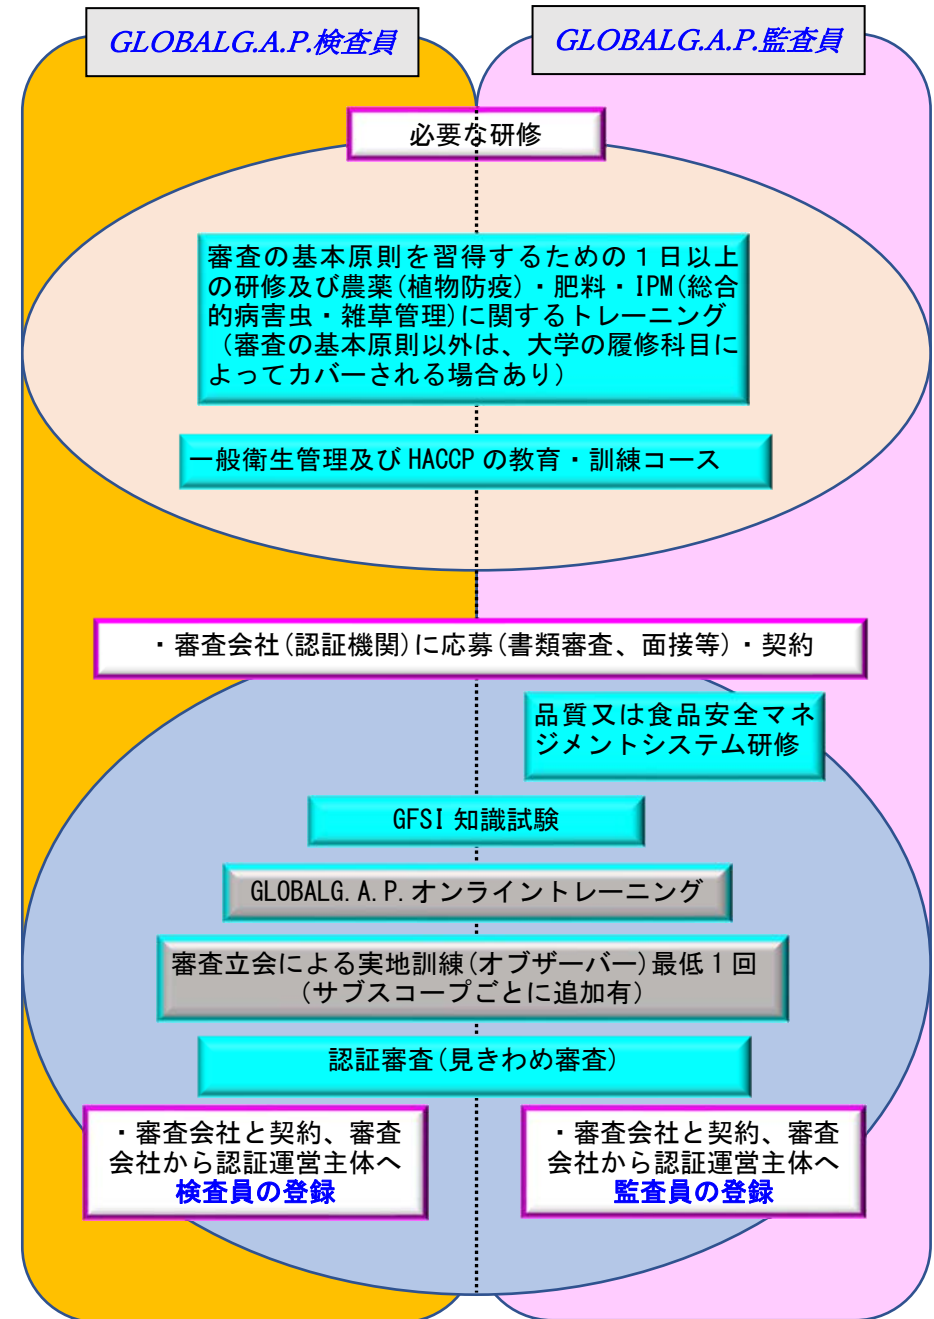 GLOBALG.A.P.検査員
GLOBALG.A.P.監査員
必要な研修
審査の基本原則を習得するための１日以上
の研修及び農薬(植物防疫)・肥料・IPM(総合
的病害虫・雑草管理)に関するトレーニング
（審査の基本原則以外は、大学の履修科目に
よってカバーされる場合あり）
一般衛生管理及び HACCP の教育・訓練コース
・審査会社(認証機関)に応募(書類審査、面接等)・契約
品質又は食品安全マネ
ジメントシステム研修
GFSI 知識試験
GLOBALG.A.P.オンライントレーニング
審査立会による実地訓練(オブザーバー)最低１回
（サブスコープごとに追加有）
認証審査(見きわめ審査)
・審査会社と契約、審査
会社から認証運営主体へ
検査員の登録
・審査会社と契約、審査
会社から認証運営主体へ
監査員の登録